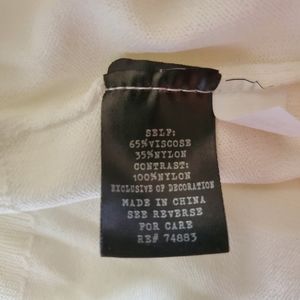 SELF:
65%VISCOSE
35%NYLON
CONTRAST:
100%NYLON
EXCLUSIVE OF DECORATION
MADE IN CHINA
SEE REVERSE
FOR CARE
RE# 74883